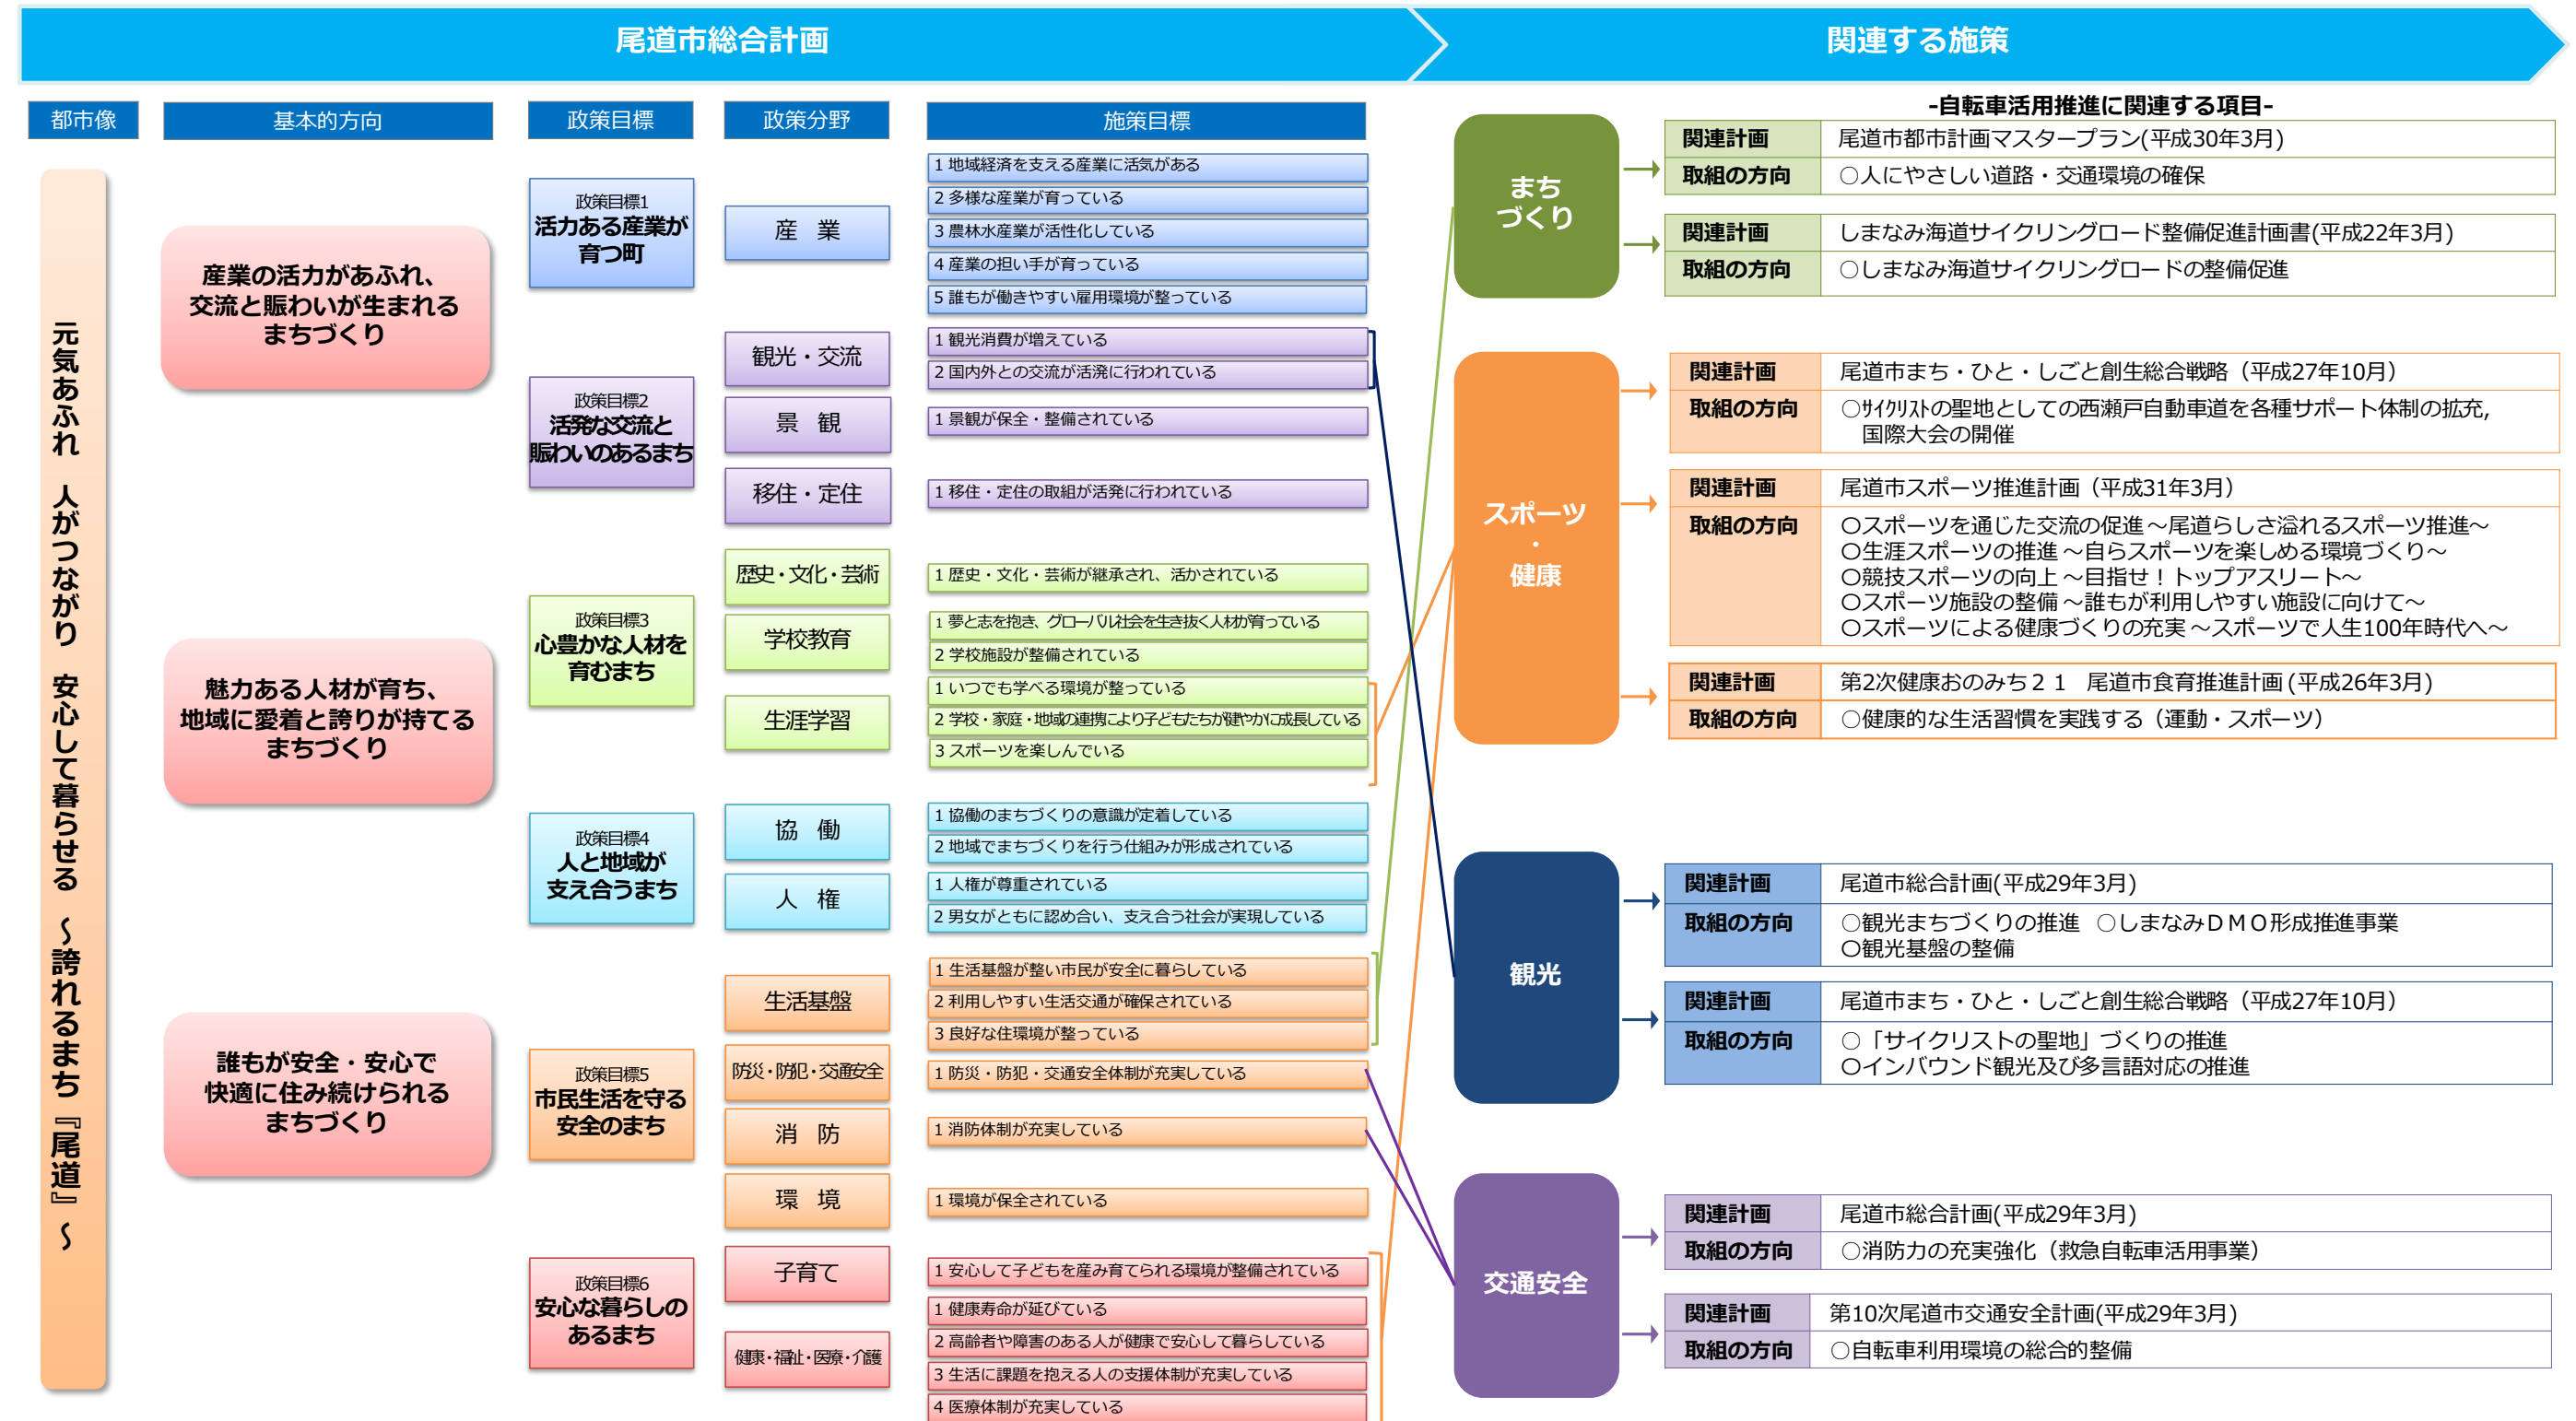 尾道市総合計画
関連する施策
都市像
基本的方向
政策目標
政策分野
施策目標
元気あふれ 人がつながり 安心して暮らせる ～誇れるまち『尾道』～
産業の活力があふれ、
交流と賑わいが生まれる
まちづくり
魅力ある人材が育ち、
地域に愛着と誇りが持てる
まちづくり
誰もが安全・安心で
快適に住み続けられる
まちづくり
政策目標1
活力ある産業が
育つ町
産 業
1 地域経済を支える産業に活気がある
2 多様な産業が育っている
3 農林水産業が活性化している
4 産業の担い手が育っている
5 誰もが働きやすい雇用環境が整っている
政策目標2
活発な交流と
賑わいのあるまち
観光・交流
1 観光消費が増えている
2 国内外との交流が活発に行われている
景 観
1 景観が保全・整備されている
移住・定住
1 移住・定住の取組が活発に行われている
政策目標3
心豊かな人材を
育むまち
歴史・文化・芸術
1 歴史・文化・芸術が継承され、活かされている
学校教育
1 夢と志を抱き、グローバル社会を生き抜く人材が育っている
2 学校施設が整備されている
生涯学習
1 いつでも学べる環境が整っている
2 学校・家庭・地域の連携により子どもたちが健やかに成長している
3 スポーツを楽しんでいる
政策目標4
人と地域が
支え合うまち
協 働
1 協働のまちづくりの意識が定着している
2 地域でまちづくりを行う仕組みが形成されている
人 権
1 人権が尊重されている
2 男女がともに認め合い、支え合う社会が実現している
政策目標5
市民生活を守る
安全のまち
生活基盤
1 生活基盤が整い市民が安全に暮らしている
2 利用しやすい生活交通が確保されている
3 良好な住環境が整っている
防災・防犯・交通安全
1 防災・防犯・交通安全体制が充実している
消 防
1 消防体制が充実している
環 境
1 環境が保全されている
政策目標6
安心な暮らしの
あるまち
子育て
1 安心して子どもを産み育てられる環境が整備されている
健康・福祉・医療・介護
1 健康寿命が延びている
2 高齢者や障害のある人が健康で安心して暮らしている
3 生活に課題を抱える人の支援体制が充実している
4 医療体制が充実している
-自転車活用推進に関連する項目-
まち
づくり
関連計画 尾道市都市計画マスタープラン(平成30年3月)
取組の方向 ○人にやさしい道路・交通環境の確保
関連計画 しまなみ海道サイクリングロード整備促進計画書(平成22年3月)
取組の方向 ○しまなみ海道サイクリングロードの整備促進
スポーツ
・
健康
関連計画 尾道市まち・ひと・しごと創生総合戦略（平成27年10月）
取組の方向 ○ｻｲｸﾘｽﾄの聖地としての西瀬戸自動車道を各種サポート体制の拡充,
国際大会の開催
関連計画 尾道市スポーツ推進計画（平成31年3月）
取組の方向 〇スポーツを通じた交流の促進～尾道らしさ溢れるスポーツ推進～
〇生涯スポーツの推進～自らスポーツを楽しめる環境づくり～
〇競技スポーツの向上～目指せ！トップアスリート～
〇スポーツ施設の整備～誰もが利用しやすい施設に向けて～
〇スポーツによる健康づくりの充実～スポーツで人生100年時代へ～
関連計画 第2次健康おのみち２１ 尾道市食育推進計画(平成26年3月)
取組の方向 ○健康的な生活習慣を実践する（運動・スポーツ）
観光
関連計画 尾道市総合計画(平成29年3月)
取組の方向 ○観光まちづくりの推進 ○しまなみＤＭＯ形成推進事業
〇観光基盤の整備
関連計画 尾道市まち・ひと・しごと創生総合戦略（平成27年10月）
取組の方向 ○「サイクリストの聖地」づくりの推進
〇インバウンド観光及び多言語対応の推進
交通安全
関連計画 尾道市総合計画(平成29年3月)
取組の方向 ○消防力の充実強化（救急自転車活用事業）
関連計画 第10次尾道市交通安全計画(平成29年3月)
取組の方向 ○自転車利用環境の総合的整備